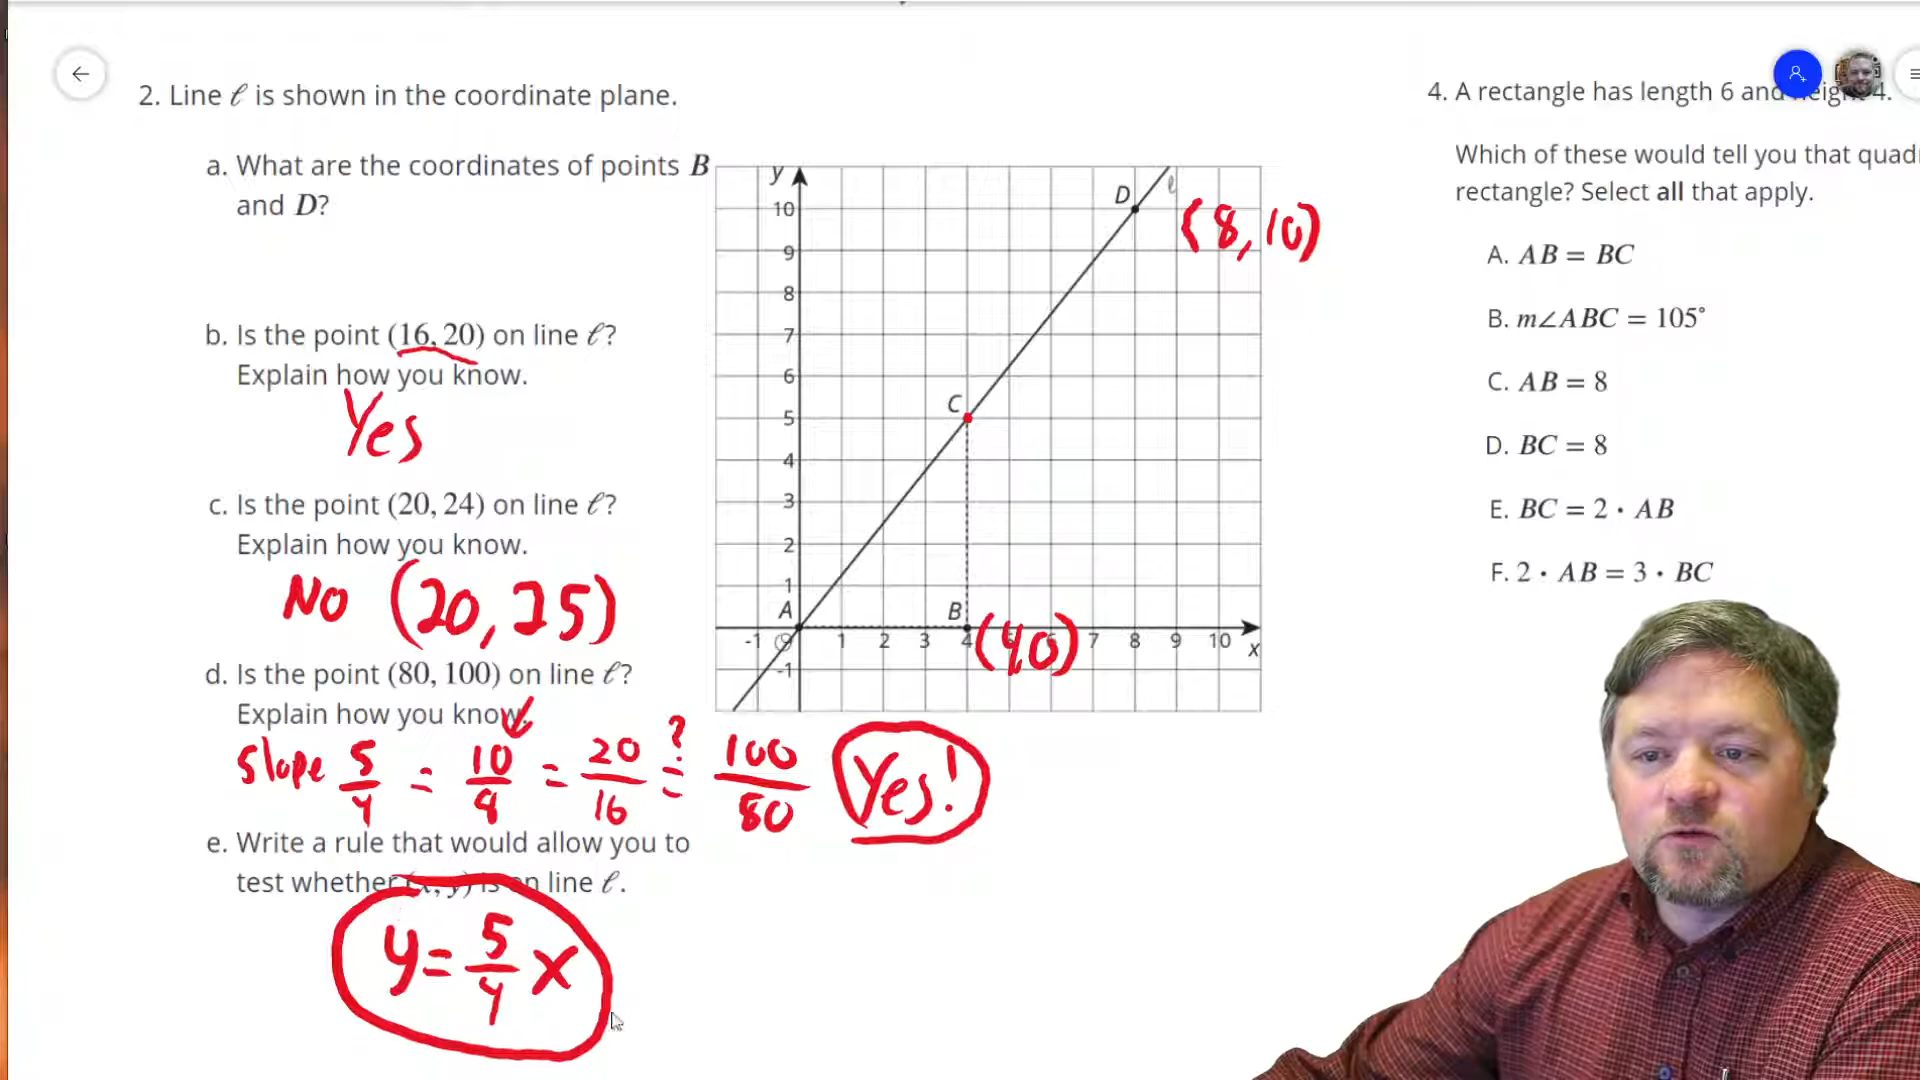 2. Line ℓ is shown in the coordinate plane.
a. What are the coordinates of points B
and D?
b. Is the point (16, 20) on line ℓ?
Explain how you know.
Yes
c. Is the point (20, 24) on line ℓ?
Explain how you know.
No (20, 25)
d. Is the point (80, 100) on line ℓ?
Explain how you know.
Slope 5/4 = 10/8 = 20/16 =? 100/80 Yes!
e. Write a rule that would allow you to
test whether (x, y) is on line ℓ.
y = 5/4 x
y
10
9
8
7
6
5
4
3
2
1
-1
-1 1 2 3 4 7 8 9 10 x
A
B (4,0)
C
D ℓ
(8,10)
4. A rectangle has length 6 and height 4.
Which of these would tell you that
rectangle? Select all that apply.
A. AB = BC
B. m∠ABC = 105°
C. AB = 8
D. BC = 8
E. BC = 2 · AB
F. 2 · AB = 3 · BC